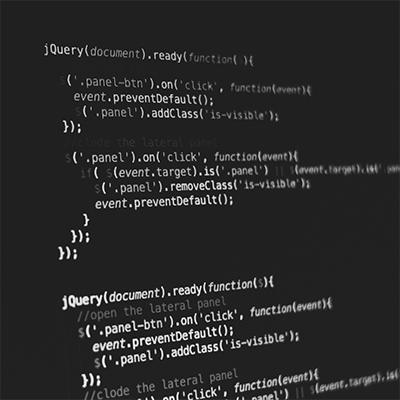 jQuery(document).ready(function( ){
$('.panel-btn').on('click', function(event){
event.preventDefault();
$('.panel').addClass('is-visible');
});
//clode the lateral panel
$('.panel').on('click', function(event){
if( $(event.target).is('.panel') || $(event.target).is('.pan
$('.panel').removeClass('is-visible');
event.preventDefault();
}
});
});
jQuery(document).ready(function($){
//open the lateral panel
$('.panel-btn').on('click', function(event){
event.preventDefault();
$('.panel').addClass('is-visible');
});
//clode the lateral panel
$('.panel').on('click', function(event){
if( $(event.target).is('.panel') || $(event.target).is(